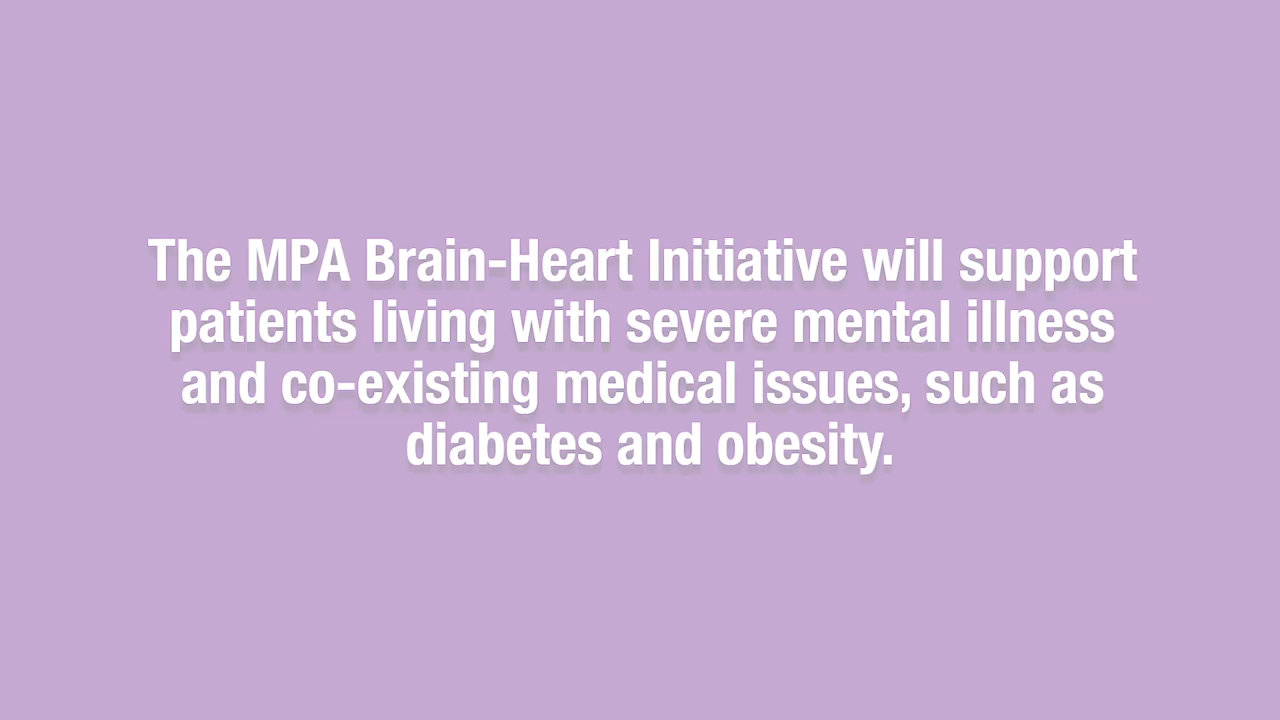 The MPA Brain-Heart Initiative will support
patients living with severe mental illness
and co-existing medical issues, such as
diabetes and obesity.